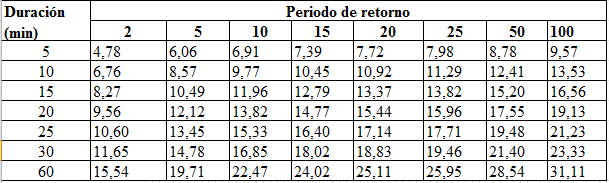 Duración (min) Periodo de retorno
2 5 10 15 20 25 50 100
5 4,78 6,06 6,91 7,39 7,72 7,98 8,78 9,57
10 6,76 8,57 9,77 10,45 10,92 11,29 12,41 13,53
15 8,27 10,49 11,96 12,79 13,37 13,82 15,20 16,56
20 9,56 12,12 13,82 14,77 15,44 15,96 17,55 19,13
25 10,60 13,45 15,33 16,40 17,14 17,71 19,48 21,23
30 11,65 14,78 16,85 18,02 18,83 19,46 21,40 23,33
60 15,54 19,71 22,47 24,02 25,11 25,95 28,54 31,11